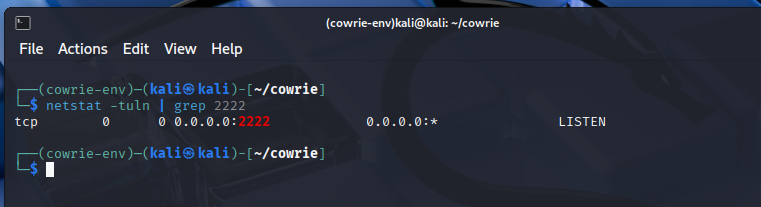 (cowrie-env)kali@kali: ~/cowrie
File Actions Edit View Help
┌──(cowrie-env)─(kali㉿kali)-[~/cowrie]
└─$ netstat -tuln | grep 2222
tcp 0 0 0.0.0.0:2222 0.0.0.0:* LISTEN
┌──(cowrie-env)─(kali㉿kali)-[~/cowrie]
└─$